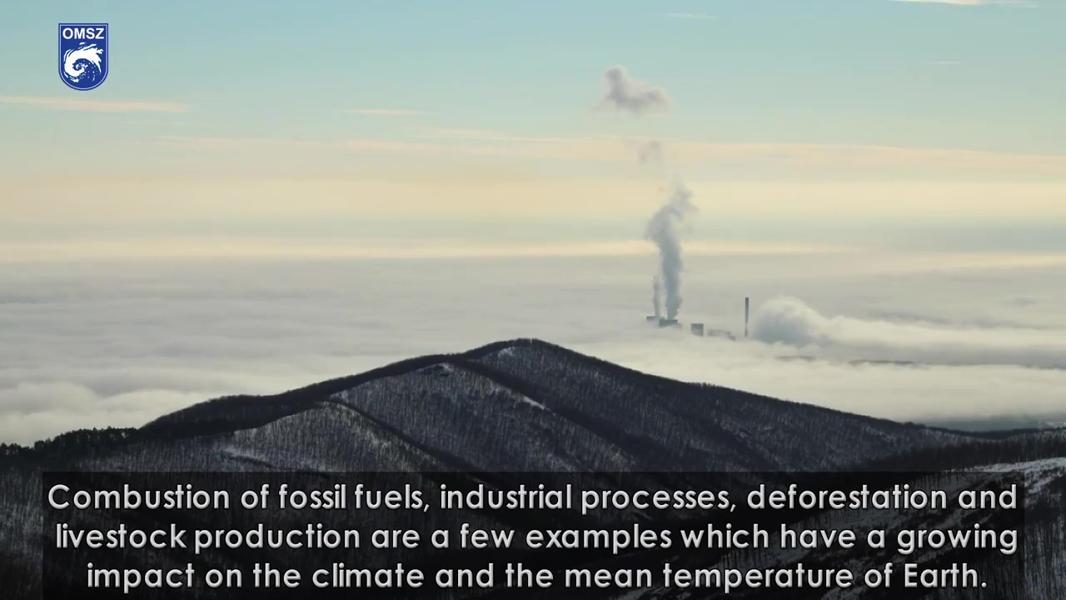 OMSZ
Combustion of fossil fuels, industrial processes, deforestation and
livestock production are a few examples which have a growing
impact on the climate and the mean temperature of Earth.